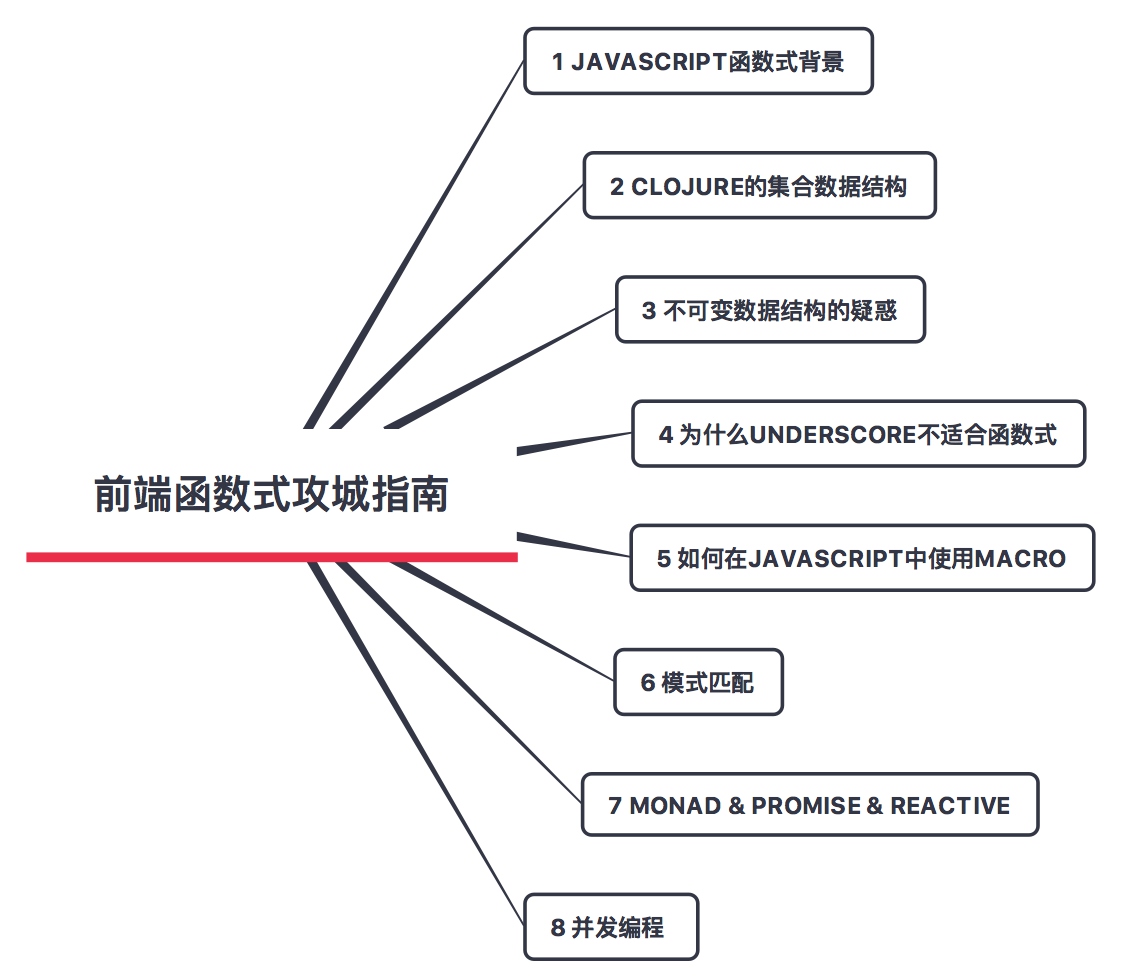 1 JAVASCRIPT函数式背景
2 CLOJURE的集合数据结构
3 不可变数据结构的疑惑
4 为什么UNDERSCORE不适合函数式
前端函数式攻城指南
5 如何在JAVASCRIPT中使用MACRO
6 模式匹配
7 MONAD & PROMISE & REACTIVE
8 并发编程